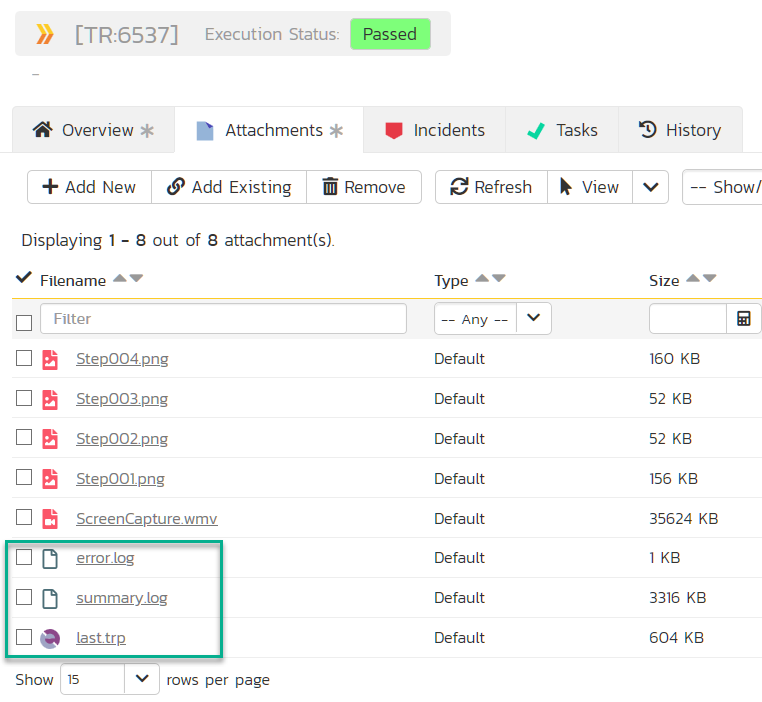 [TR:6537] Execution Status: Passed
-
Overview Attachments Incidents Tasks History
Add New Add Existing Remove Refresh View -- Show/
Displaying 1 - 8 out of 8 attachment(s).
Filename Type Size
Filter -- Any --
Step004.png Default 160 KB
Step003.png Default 52 KB
Step002.png Default 52 KB
Step001.png Default 156 KB
ScreenCapture.wmv Default 35624 KB
error.log Default 1 KB
summary.log Default 3316 KB
last.trp Default 604 KB
Show 15 rows per page